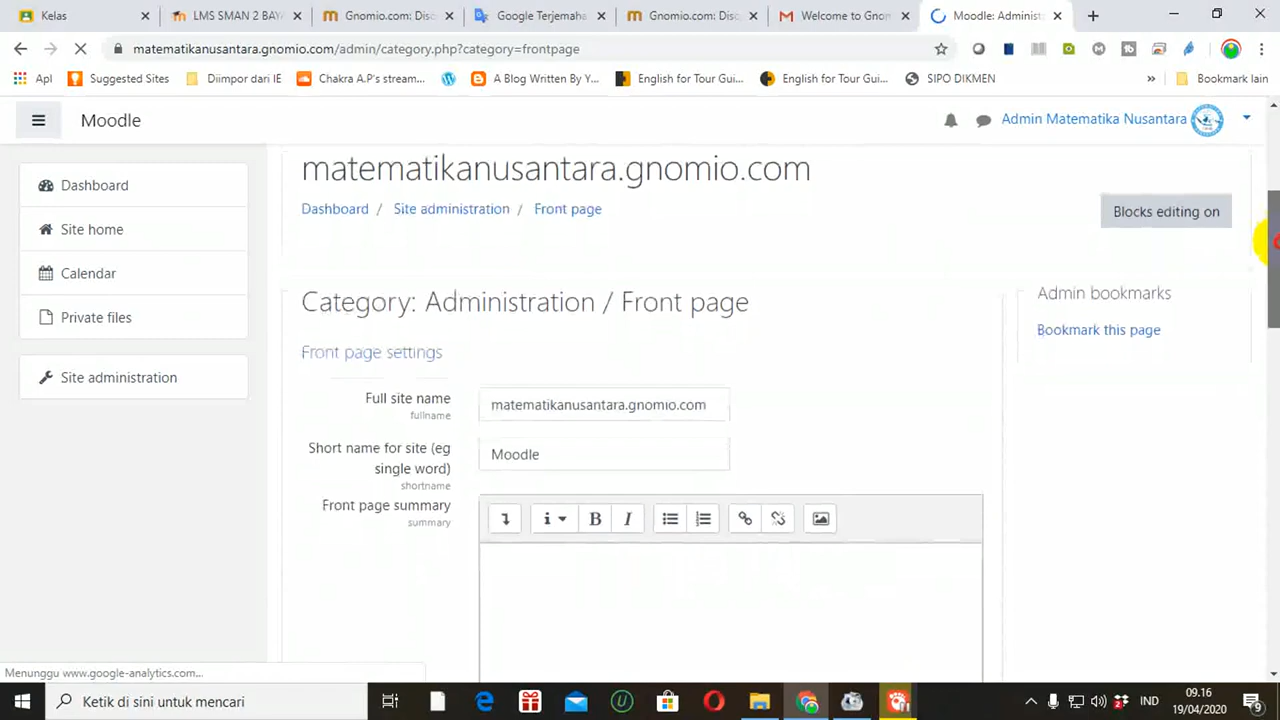 Kelas
LMS SMAN 2 BAYA
Gnomio.com: Disc
Google Terjemaha
Gnomio.com: Disc
Welcome to Gnon
Moodle: Administ
matematikanusantara.gnomio.com/admin/category.php?category=frontpage
Apl
Suggested Sites
Diimpor dari IE
Chakra A.P's stream...
A Blog Written By Y...
English for Tour Gui...
English for Tour Gui...
SIPO DIKMEN
Bookmark lain
Moodle
Admin Matematika Nusantara
Dashboard
Site home
Calendar
Private files
Site administration
matematikanusantara.gnomio.com
Dashboard / Site administration / Front page
Blocks editing on
Category: Administration / Front page
Admin bookmarks
Bookmark this page
Front page settings
Full site name
fullname
matematikanusantara.gnomio.com
Short name for site (eg
single word)
shortname
Moodle
Front page summary
summary
Menunggu www.google-analytics.com...
Ketik di sini untuk mencari
IND
09.16
19/04/2020